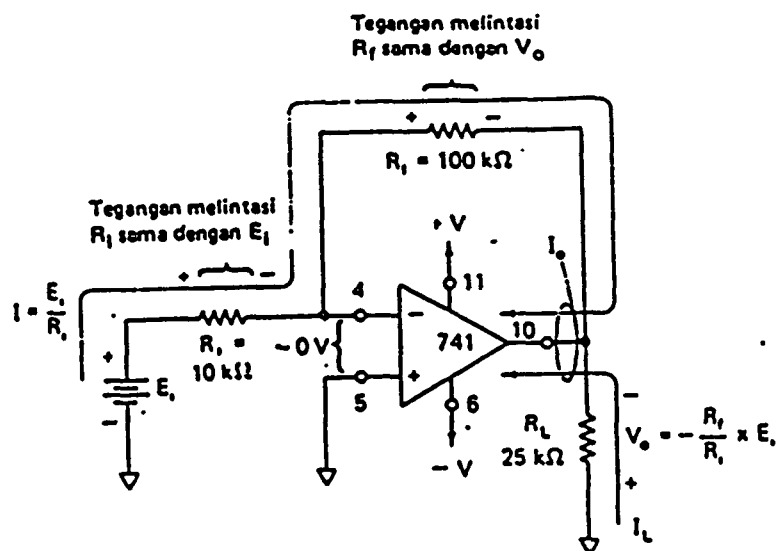 Tegangan melintasi
Rf sama dengan Vo
+ −
Rf = 100 kΩ
Tegangan melintasi
Ri sama dengan Ei
+ −
I = Ei/Ri
+ V
Io
4
11
−
10
741
Ri =
10 kΩ
~0 V
+
Ei
−
+
5
6
− V
RL
25 kΩ
−
Vo = − Rf/Ri x Ei
+
IL